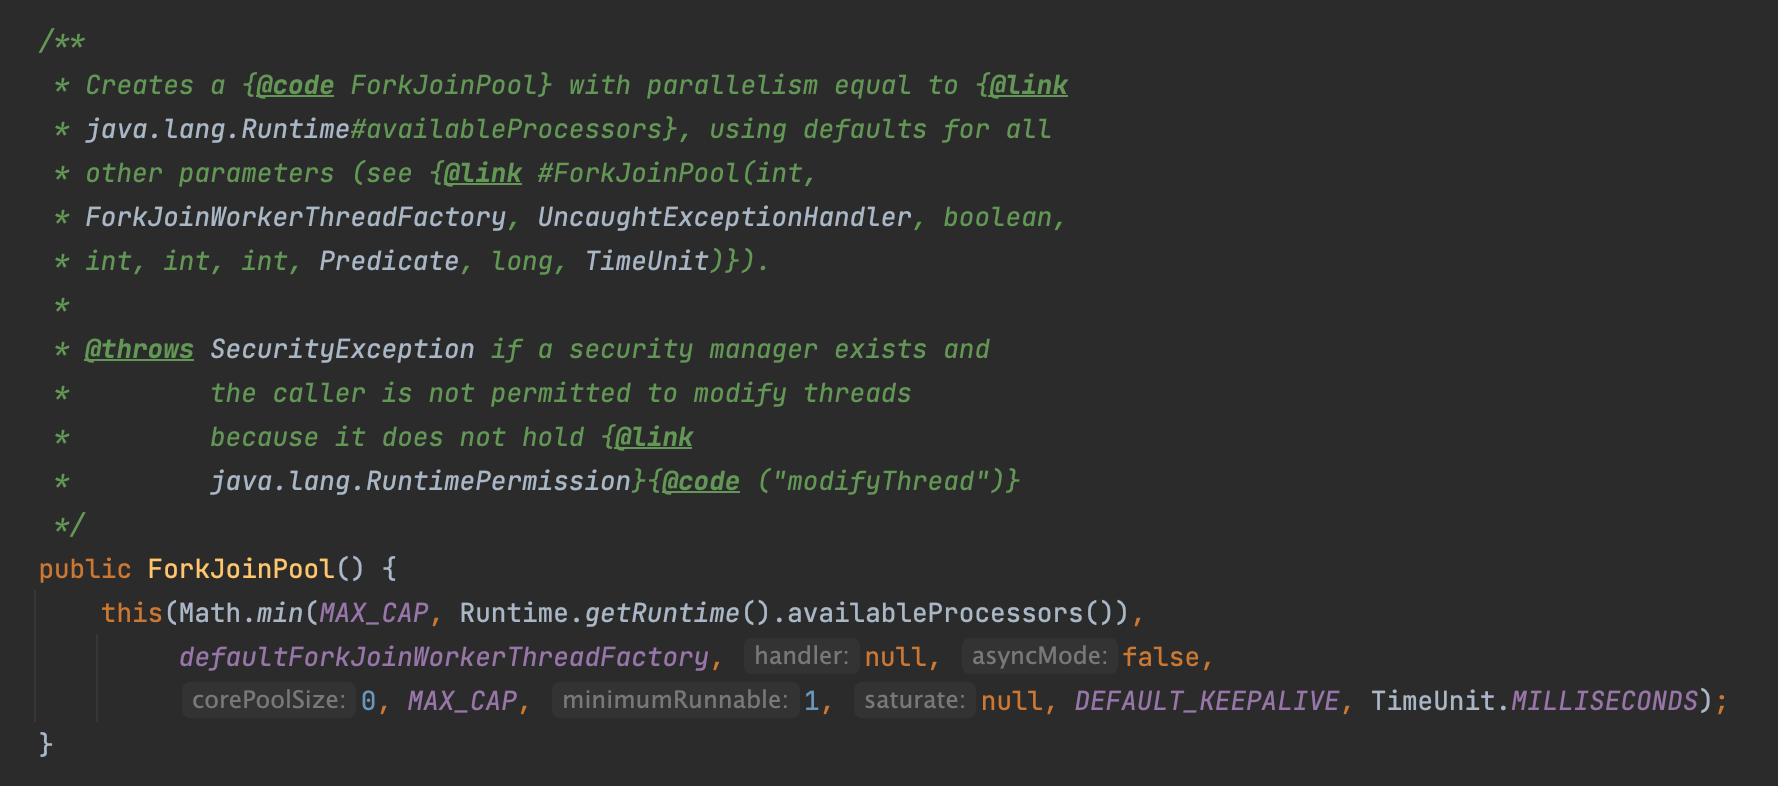 /**
 * Creates a {@code ForkJoinPool} with parallelism equal to {@link
 * java.lang.Runtime#availableProcessors}, using defaults for all
 * other parameters (see {@link #ForkJoinPool(int,
 * ForkJoinWorkerThreadFactory, UncaughtExceptionHandler, boolean,
 * int, int, int, Predicate, long, TimeUnit)}).
 *
 * @throws SecurityException if a security manager exists and
 *         the caller is not permitted to modify threads
 *         because it does not hold {@link
 *         java.lang.RuntimePermission}{@code ("modifyThread")}
 */
public ForkJoinPool() {
    this(Math.min(MAX_CAP, Runtime.getRuntime().availableProcessors()),
         defaultForkJoinWorkerThreadFactory, handler: null, asyncMode: false,
         corePoolSize: 0, MAX_CAP, minimumRunnable: 1, saturate: null, DEFAULT_KEEPALIVE, TimeUnit.MILLISECONDS);
}